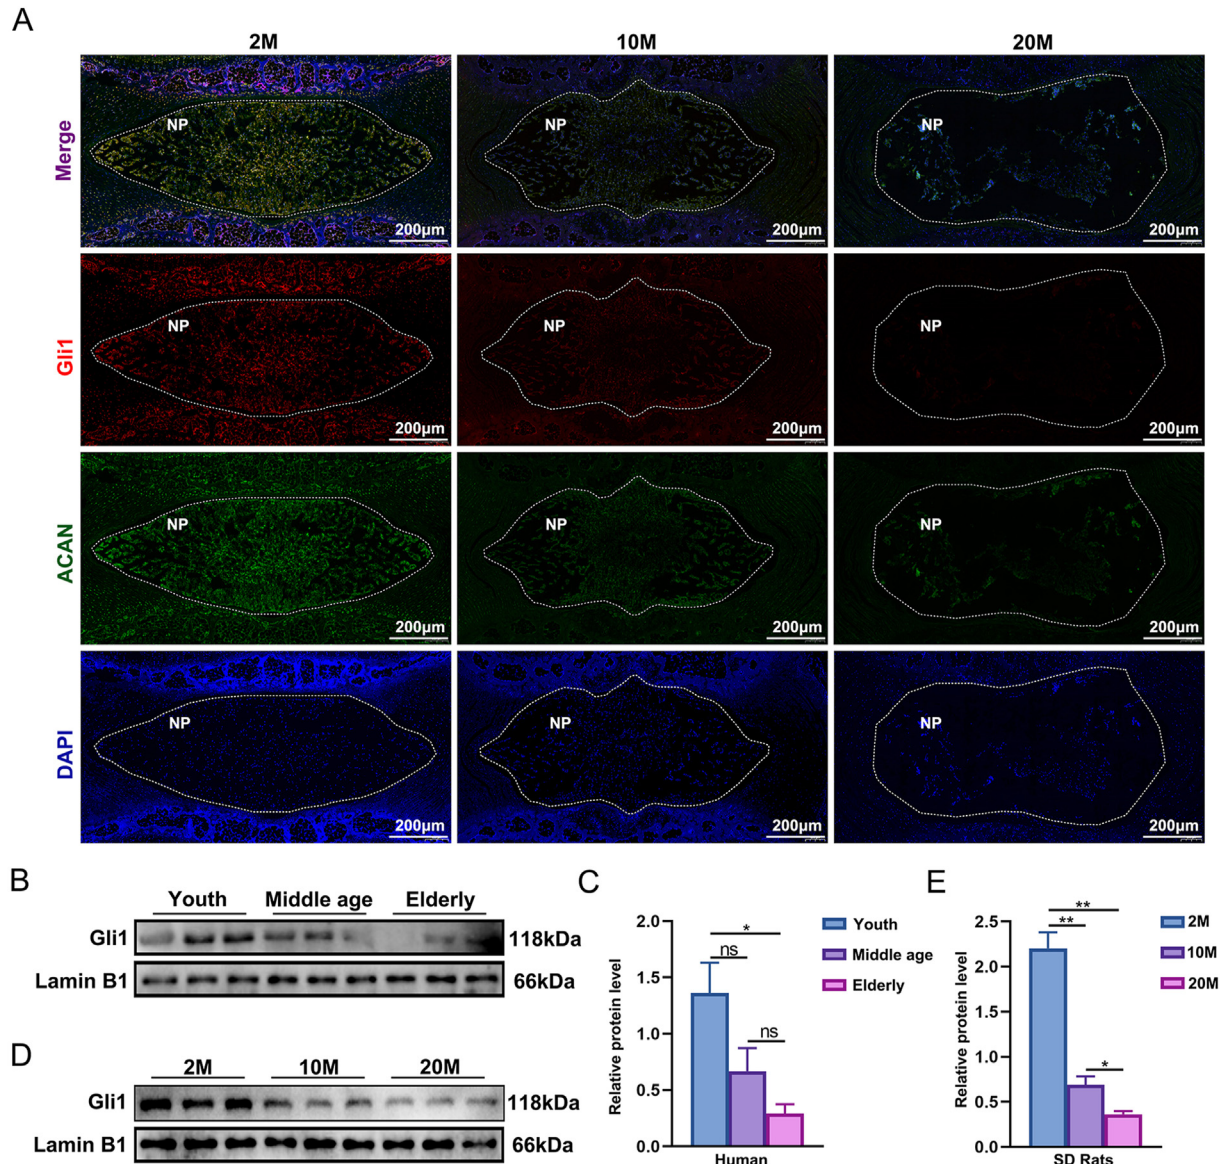 A
2M 10M 20M
Merge
NP NP NP
200μm 200μm 200μm
Gli1
NP NP NP
200μm 200μm 200μm
ACAN
NP NP NP
200μm 200μm 200μm
DAPI
NP NP NP
200μm 200μm 200μm
B
Youth Middle age Elderly
Gli1 118kDa
Lamin B1 66kDa
D
2M 10M 20M
Gli1 118kDa
Lamin B1 66kDa
C
Relative protein level
2.0
1.5
1.0
0.5
0.0
*
ns
ns
Human
Youth
Middle age
Elderly
E
Relative protein level
2.5
2.0
1.5
1.0
0.5
0.0
**
**
*
SD Rats
2M
10M
20M